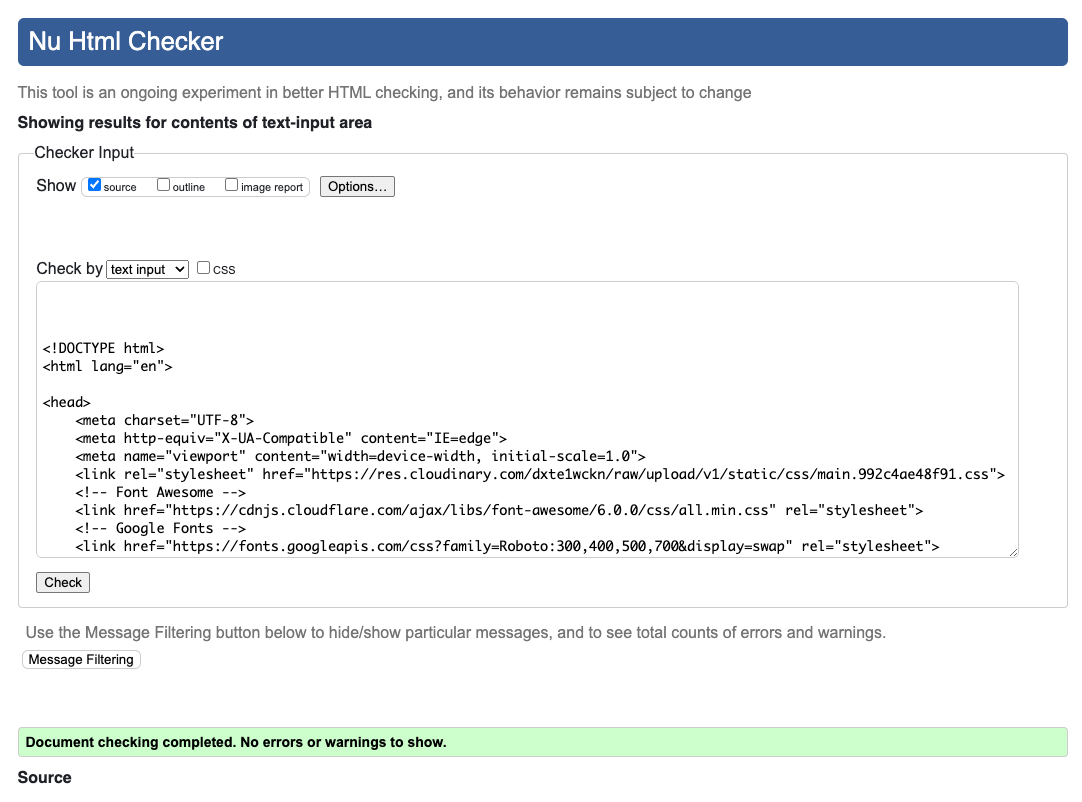 Nu Html Checker
This tool is an ongoing experiment in better HTML checking, and its behavior remains subject to change
Showing results for contents of text-input area
Checker Input
Show source outline image report Options...
Check by text input css
<!DOCTYPE html>
<html lang="en">
<head>
<meta charset="UTF-8">
<meta http-equiv="X-UA-Compatible" content="IE=edge">
<meta name="viewport" content="width=device-width, initial-scale=1.0">
<link rel="stylesheet" href="https://res.cloudinary.com/dxte1wckn/raw/upload/v1/static/css/main.992c4ae48f91.css">
<!-- Font Awesome -->
<link href="https://cdnjs.cloudflare.com/ajax/libs/font-awesome/6.0.0/css/all.min.css" rel="stylesheet">
<!-- Google Fonts -->
<link href="https://fonts.googleapis.com/css?family=Roboto:300,400,500,700&display=swap" rel="stylesheet">
Check
Use the Message Filtering button below to hide/show particular messages, and to see total counts of errors and warnings.
Message Filtering
Document checking completed. No errors or warnings to show.
Source